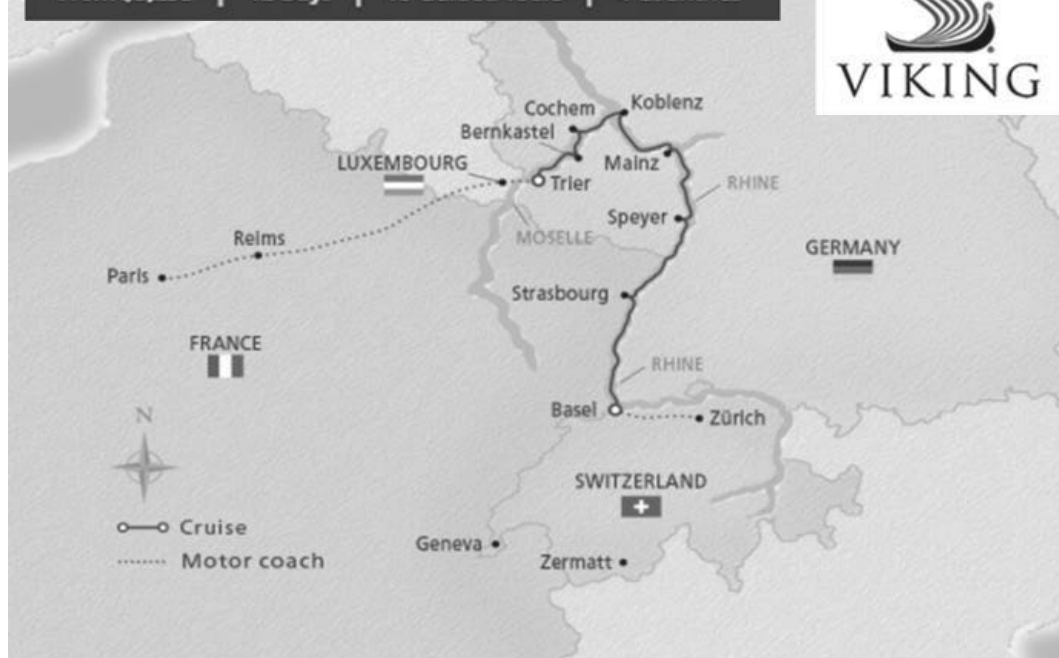 VIKING
Cochem
Koblenz
Bernkastel
LUXEMBOURG
Mainz
Trier
RHINE
Speyer
MOSELLE
Reims
GERMANY
Paris
Strasbourg
FRANCE
RHINE
Basel
Zürich
N
SWITZERLAND
Cruise
Geneva
Motor coach
Zermatt